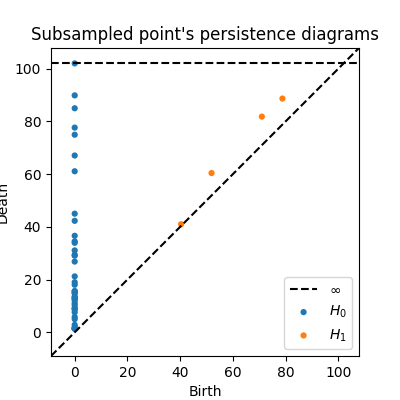 Subsampled point's persistence diagrams
100
80
60
40
20
0
Death
∞
H₀
H₁
0 20 40 60 80 100
Birth